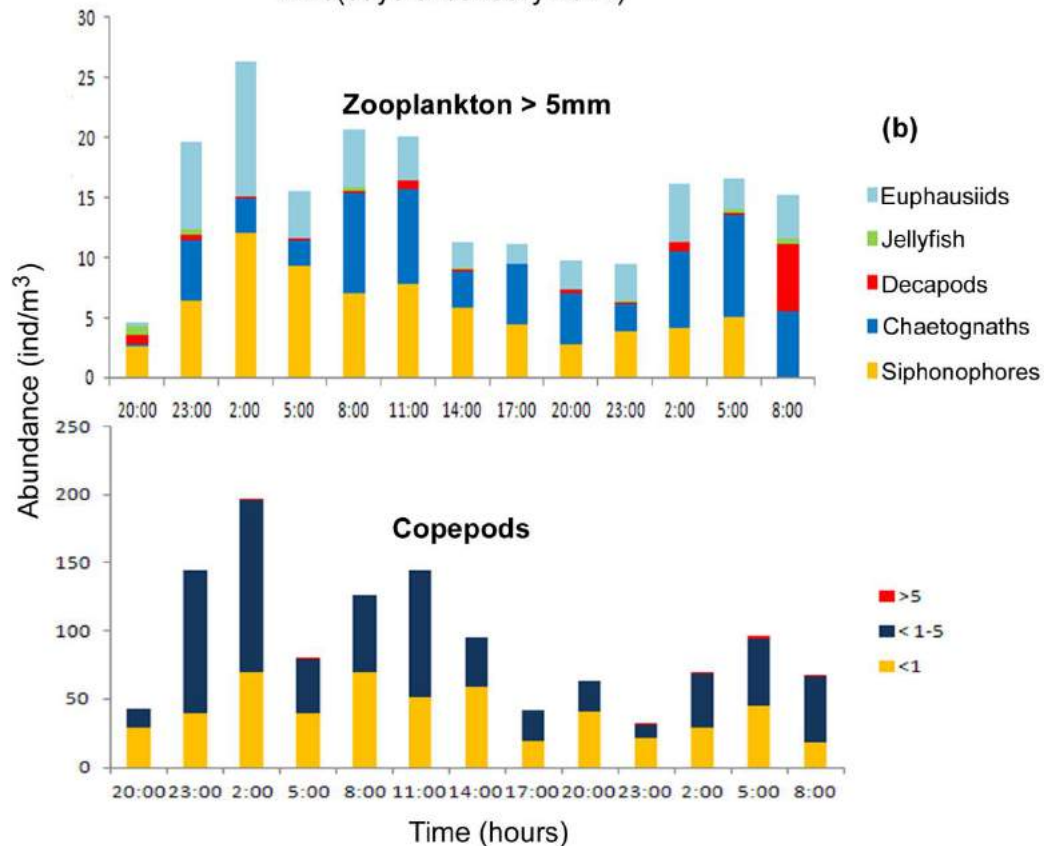 30
25
20
15
10
5
0
Zooplankton > 5mm
(b)
Euphausiids
Jellyfish
Decapods
Chaetognaths
Siphonophores
20:00 23:00 2:00 5:00 8:00 11:00 14:00 17:00 20:00 23:00 2:00 5:00 8:00
Abundance (ind/m³)
250
200
150
100
50
0
Copepods
>5
< 1-5
<1
20:00 23:00 2:00 5:00 8:00 11:00 14:00 17:00 20:00 23:00 2:00 5:00 8:00
Time (hours)